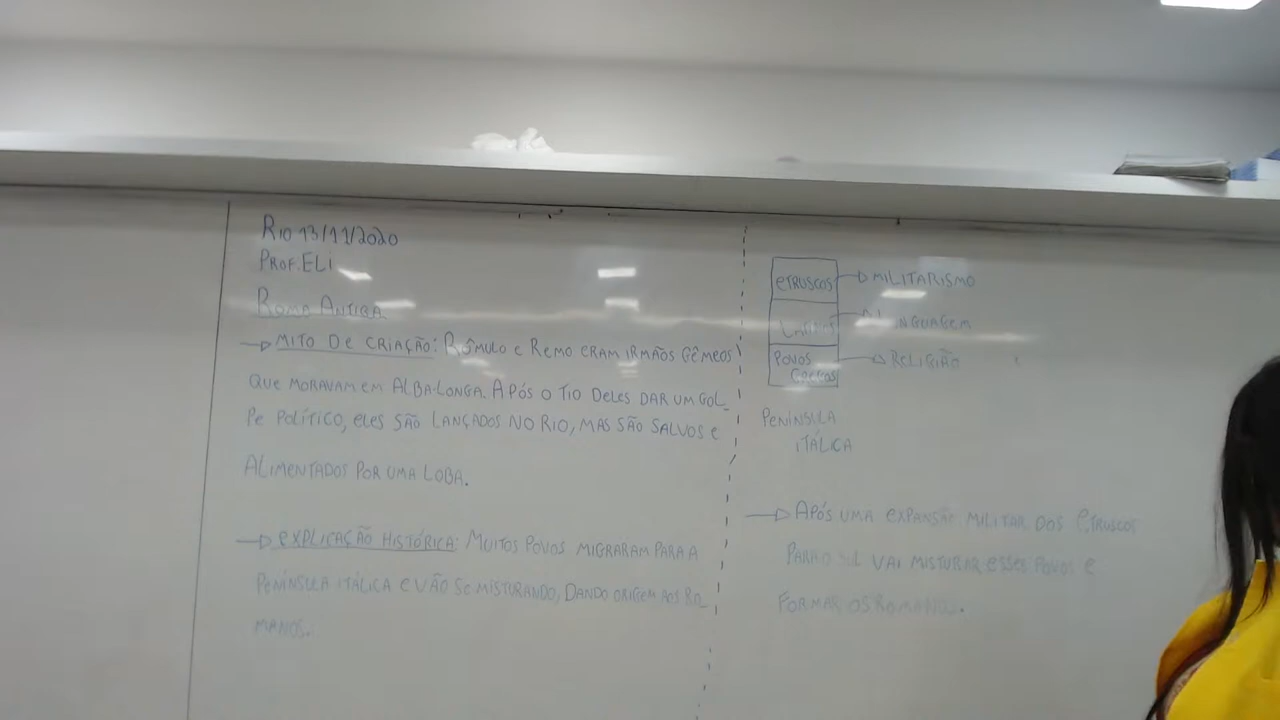 Rio 13/11/2020
Prof. Eli
Roma Antiga
→ Mito de criação: Rômulo e Remo eram irmãos gêmeos
que moravam em Alba-Longa. Após o tio deles dar um gol-
pe político, eles são lançados no rio, mas são salvos e
alimentados por uma loba.
→ Explicação histórica: Muitos povos migraram para a
Península Itálica e vão se misturando, dando origem aos ro-
manos.
Etruscos → Militarismo
Latinos → Linguagem
Povos Gregos → Religião
Península
Itálica
→ Após uma expansão militar dos etruscos
para o sul vai misturar esses povos e
formar os romanos.